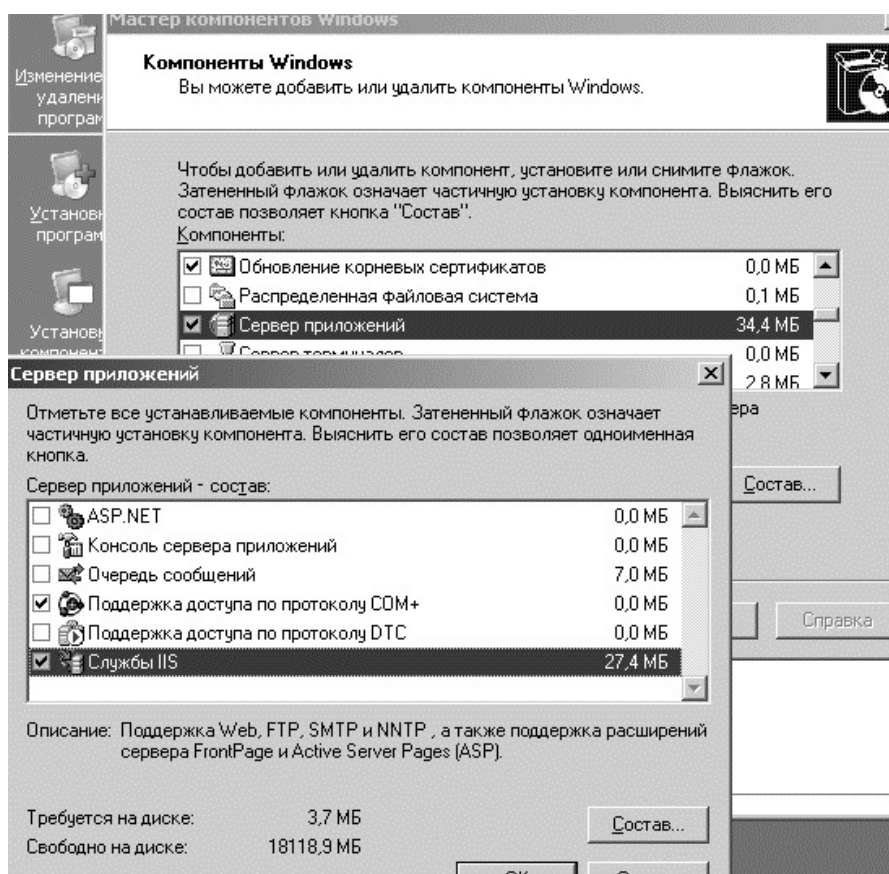 Мастер компонентов Windows
Компоненты Windows
Вы можете добавить или удалить компоненты Windows.
Изменение
удалени
програм
Установ
програм
Установ
Чтобы добавить или удалить компонент, установите или снимите флажок.
Затененный флажок означает частичную установку компонента. Выяснить его
состав позволяет кнопка "Состав".
Компоненты:
Обновление корневых сертификатов 0,0 МБ
Распределенная файловая система 0,1 МБ
Сервер приложений 34,4 МБ
Сервер терминалов 0,0 МБ
2,8 МБ
ера
Состав...
Справка
Сервер приложений
Отметьте все устанавливаемые компоненты. Затененный флажок означает
частичную установку компонента. Выяснить его состав позволяет одноименная
кнопка.
Сервер приложений - состав:
ASP.NET 0,0 МБ
Консоль сервера приложений 0,0 МБ
Очередь сообщений 7,0 МБ
Поддержка доступа по протоколу COM+ 0,0 МБ
Поддержка доступа по протоколу DTC 0,0 МБ
Службы IIS 27,4 МБ
Описание: Поддержка Web, FTP, SMTP и NNTP , а также поддержка расширений
сервера FrontPage и Active Server Pages (ASP).
Требуется на диске: 3,7 МБ
Свободно на диске: 18118,9 МБ
Состав...